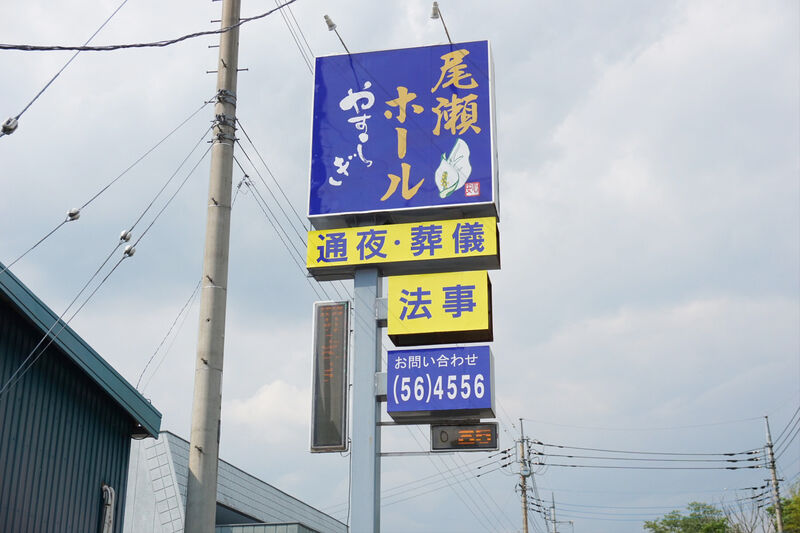 尾瀬
ホール
やすらぎ
通夜・葬儀
法事
お問い合わせ
(56)4556